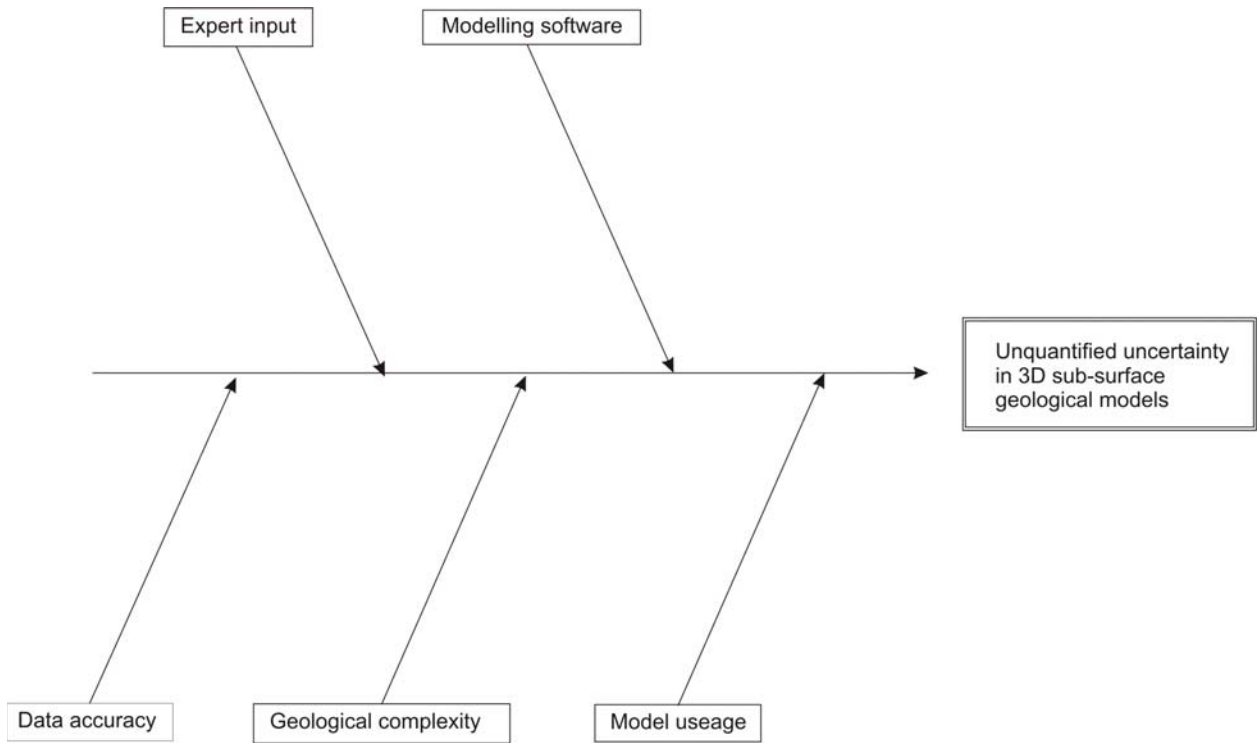 Expert input
Modelling software
Unquantified uncertainty
in 3D sub-surface
geological models
Data accuracy
Geological complexity
Model useage